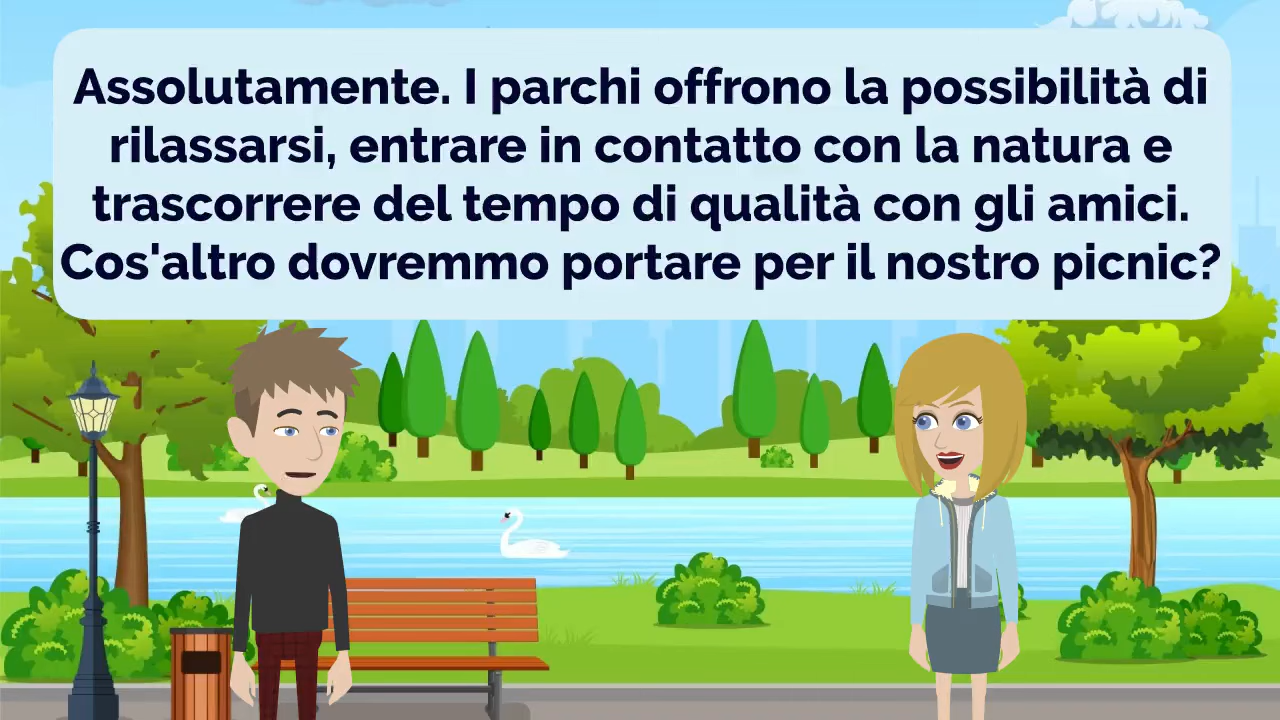 Assolutamente. I parchi offrono la possibilità di
rilassarsi, entrare in contatto con la natura e
trascorrere del tempo di qualità con gli amici.
Cos'altro dovremmo portare per il nostro picnic?